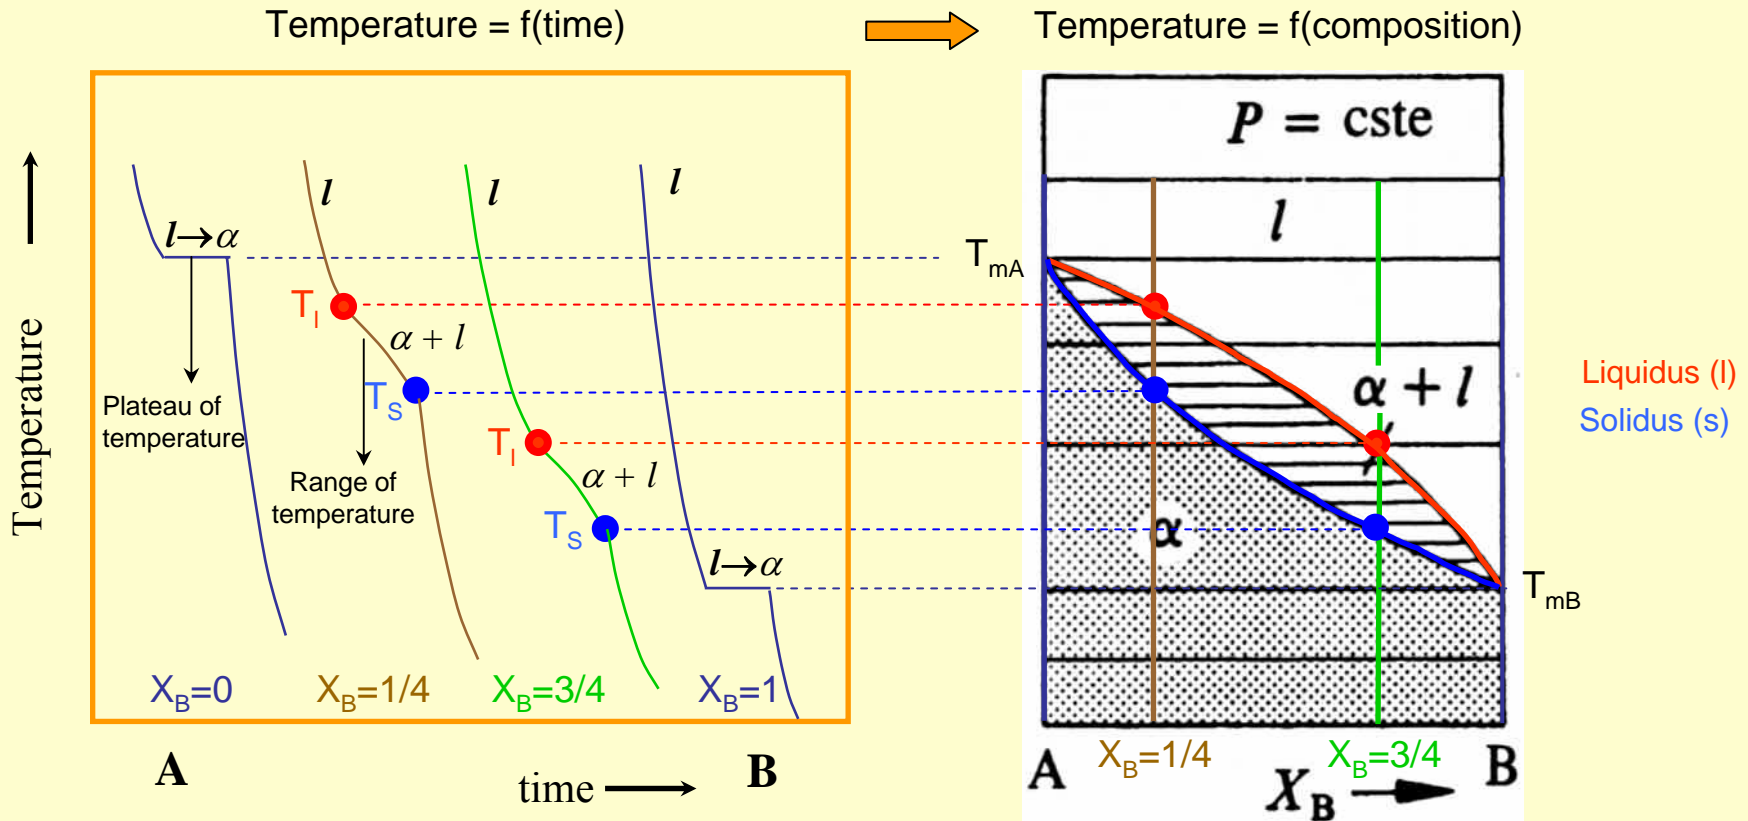 Temperature = f(time)
Temperature = f(composition)
Temperature
l→α
l
l
l
T_l
α + l
T_S
Plateau of
temperature
Range of
temperature
T_l
α + l
T_S
l→α
X_B=0
X_B=1/4
X_B=3/4
X_B=1
A
time
B
P = cste
l
T_mA
α + l
α
T_mB
Liquidus (l)
Solidus (s)
A
X_B=1/4
X_B=3/4
B
X_B